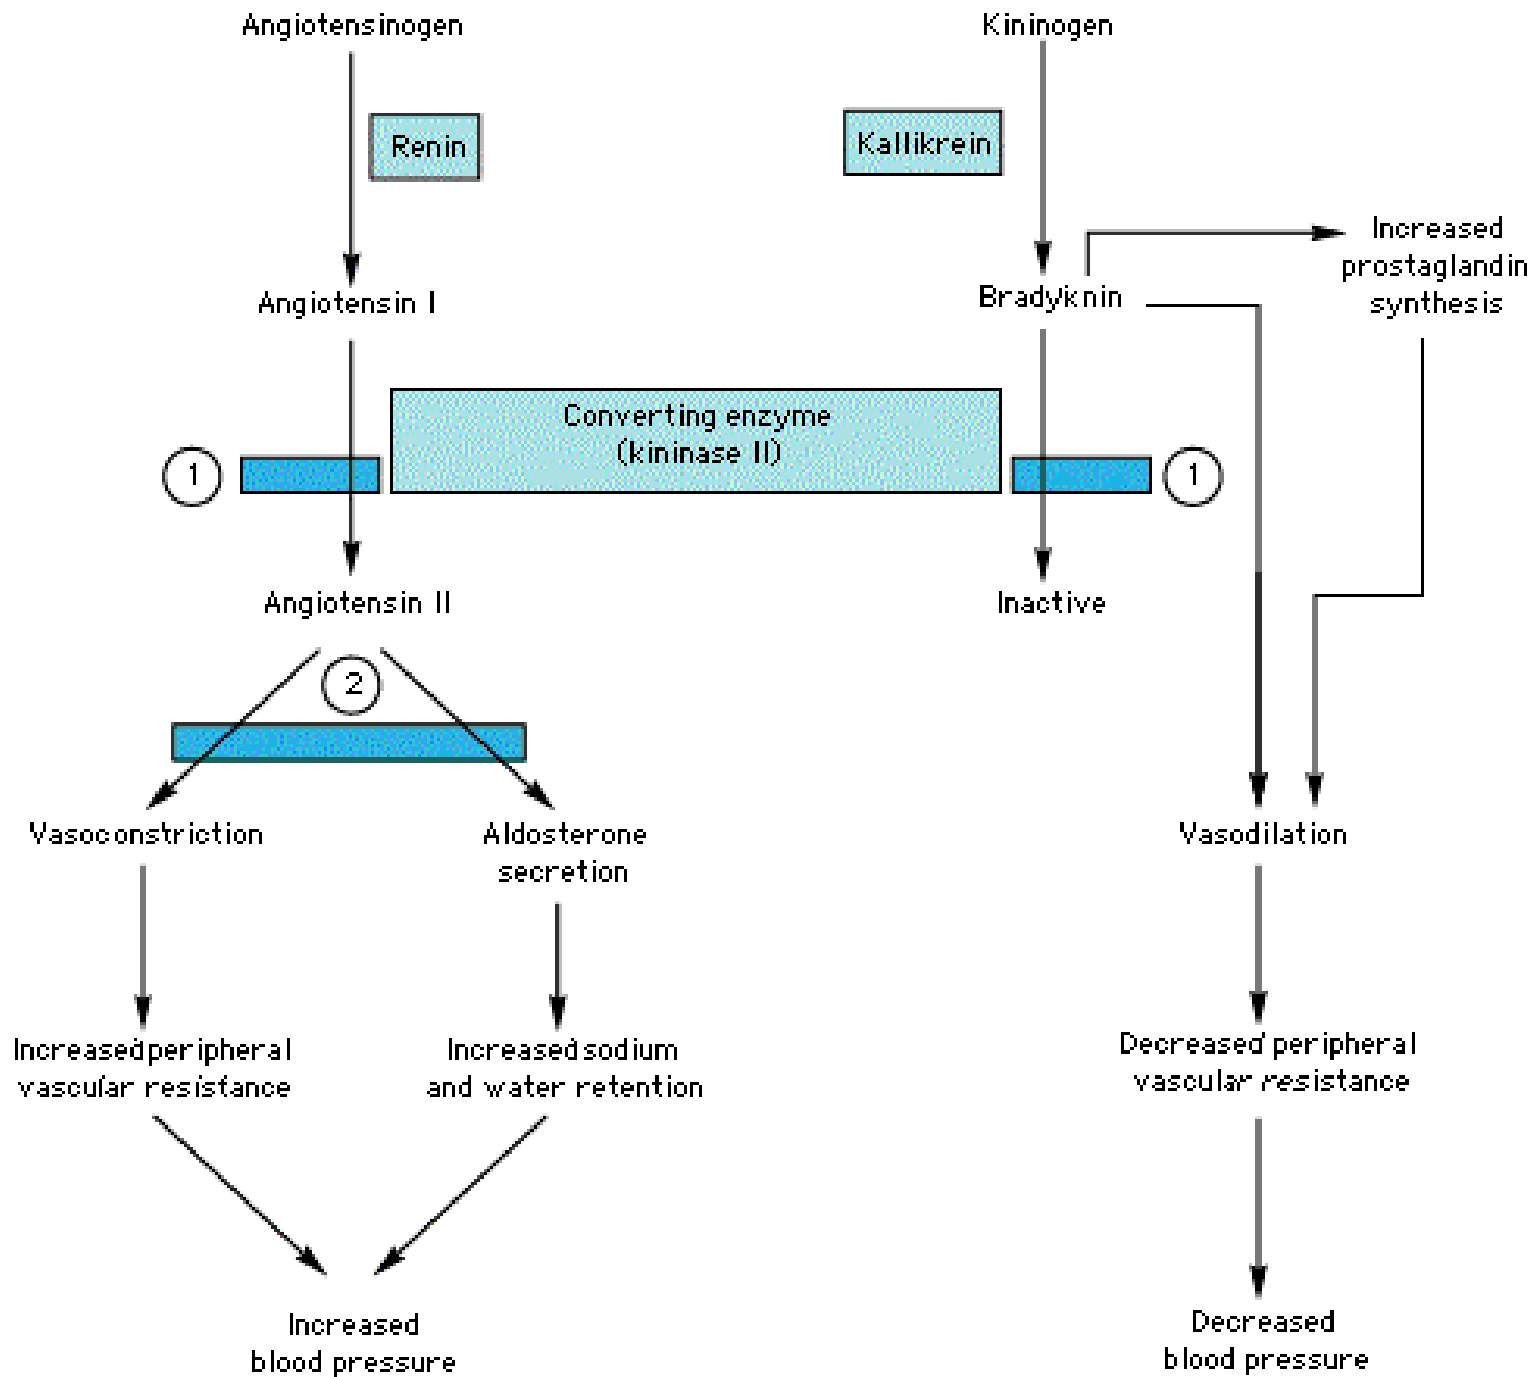 Angiotensinogen
Kininogen
Renin
Kallikrein
Increased
prostaglandin
synthesis
Angiotensin I
Bradyknin
Converting enzyme
(kininase II)
1
1
Angiotensin II
Inactive
2
Vasoconstriction
Aldosterone
secretion
Vasodilation
Increased peripheral
vascular resistance
Increased sodium
and water retention
Decreased peripheral
vascular resistance
Increased
blood pressure
Decreased
blood pressure